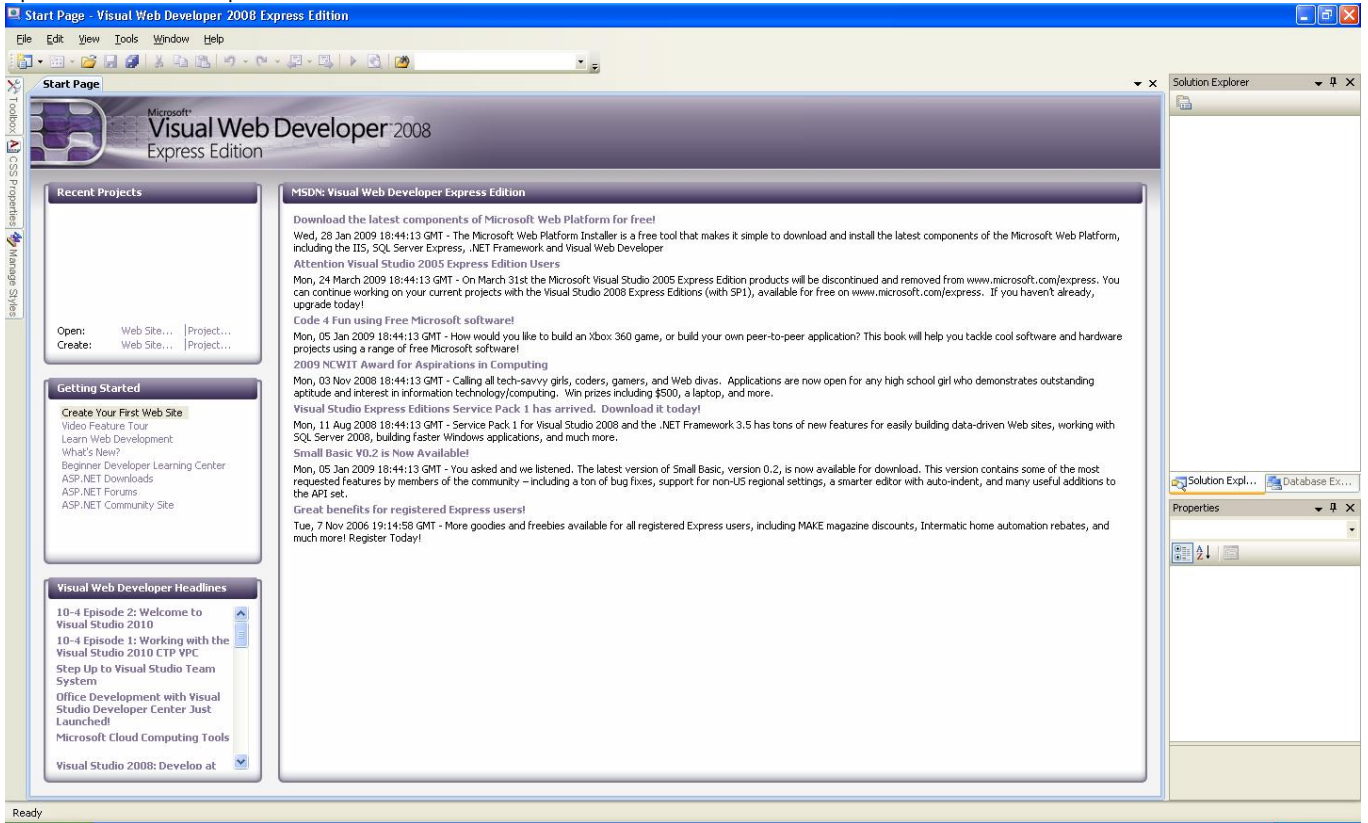 Start Page - Visual Web Developer 2008 Express Edition
File Edit View Tools Window Help
Start Page
Toolbox
CSS Properties
Manage Styles
Microsoft
Visual Web Developer 2008
Express Edition
Recent Projects
Open: Web Site... | Project...
Create: Web Site... | Project...
Getting Started
Create Your First Web Site
Video Feature Tour
Learn Web Development
What's New?
Beginner Developer Learning Center
ASP.NET Downloads
ASP.NET Forums
ASP.NET Community Site
Visual Web Developer Headlines
10-4 Episode 2: Welcome to
Visual Studio 2010
10-4 Episode 1: Working with the
Visual Studio 2010 CTP VPC
Step Up to Visual Studio Team
System
Office Development with Visual
Studio Developer Center Just
Launched!
Microsoft Cloud Computing Tools
Visual Studio 2008: Develop at
MSDN: Visual Web Developer Express Edition
Download the latest components of Microsoft Web Platform for free!
Wed, 28 Jan 2009 18:44:13 GMT - The Microsoft Web Platform Installer is a free tool that makes it simple to download and install the latest components of the Microsoft Web Platform,
including the IIS, SQL Server Express, .NET Framework and Visual Web Developer
Attention Visual Studio 2005 Express Edition Users
Mon, 24 March 2009 18:44:13 GMT - On March 31st the Microsoft Visual Studio 2005 Express Edition products will be discontinued and removed from www.microsoft.com/express. You
can continue working on your current projects with the Visual Studio 2008 Express Editions (with SP1), available for free on www.microsoft.com/express. If you haven't already,
upgrade today!
Code 4 Fun using Free Microsoft software!
Mon, 05 Jan 2009 18:44:13 GMT - How would you like to build an Xbox 360 game, or build your own peer-to-peer application? This book will help you tackle cool software and hardware
projects using a range of free Microsoft software!
2009 NCWIT Award for Aspirations in Computing
Mon, 03 Nov 2008 18:44:13 GMT - Calling all tech-savvy girls, coders, gamers, and Web divas. Applications are now open for any high school girl who demonstrates outstanding
aptitude and interest in information technology/computing. Win prizes including $500, a laptop, and more.
Visual Studio Express Editions Service Pack 1 has arrived. Download it today!
Mon, 11 Aug 2008 18:44:13 GMT - Service Pack 1 for Visual Studio 2008 and the .NET Framework 3.5 has tons of new features for easily building data-driven Web sites, working with
SQL Server 2008, building faster Windows applications, and much more.
Small Basic V0.2 is Now Available!
Mon, 05 Jan 2009 18:44:13 GMT - You asked and we listened. The latest version of Small Basic, version 0.2, is now available for download. This version contains some of the most
requested features by members of the community – including a ton of bug fixes, support for non-US regional settings, a smarter editor with auto-indent, and many useful additions to
the API set.
Great benefits for registered Express users!
Tue, 7 Nov 2006 19:14:58 GMT - More goodies and freebies available for all registered Express users, including MAKE magazine discounts, Intermatic home automation rebates, and
much more! Register Today!
Solution Explorer
Solution Expl... Database Ex...
Properties
Ready